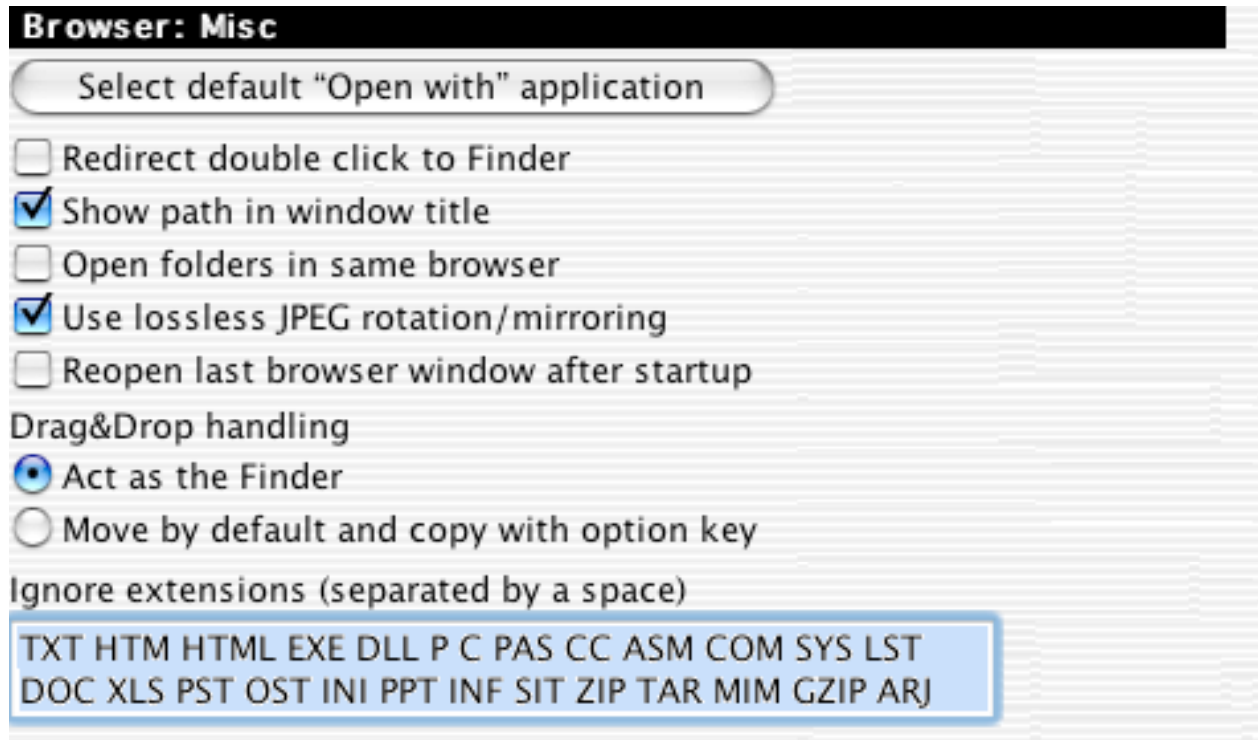 Browser: Misc
Select default “Open with” application
Redirect double click to Finder
Show path in window title
Open folders in same browser
Use lossless JPEG rotation/mirroring
Reopen last browser window after startup
Drag&Drop handling
Act as the Finder
Move by default and copy with option key
Ignore extensions (separated by a space)
TXT HTM HTML EXE DLL P C PAS CC ASM COM SYS LST
DOC XLS PST OST INI PPT INF SIT ZIP TAR MIM GZIP ARJ